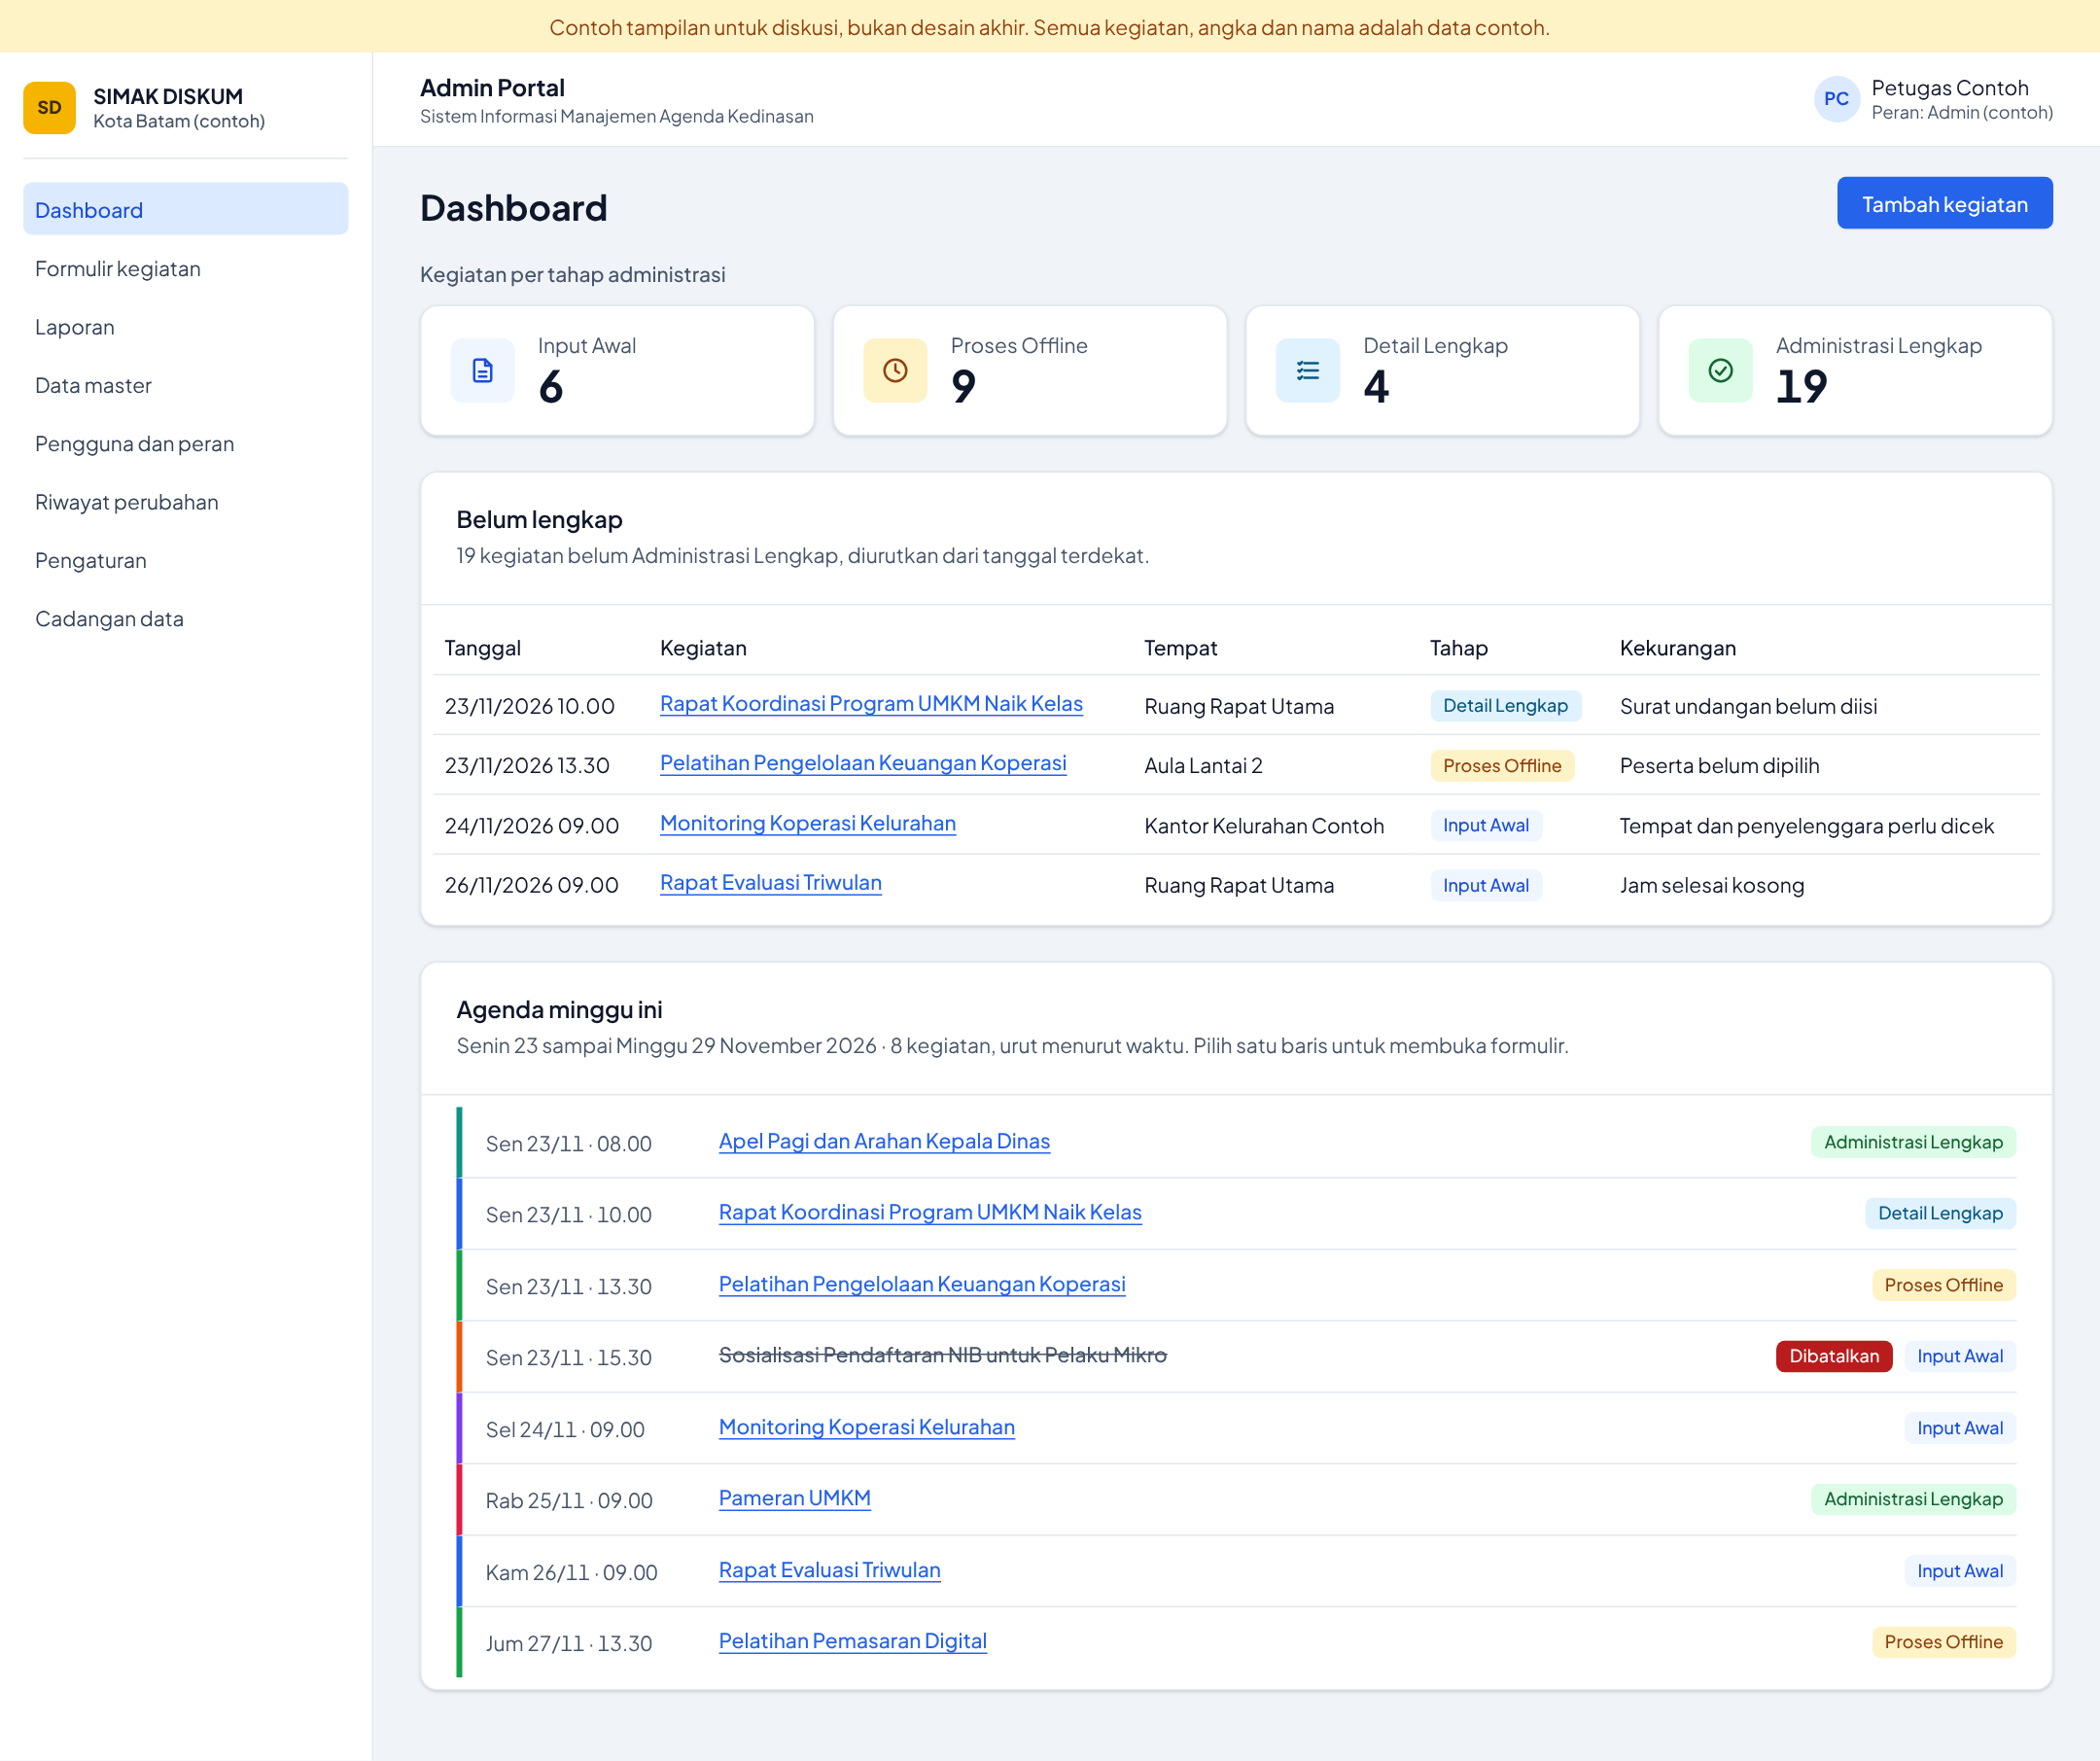 Contoh tampilan untuk diskusi, bukan desain akhir. Semua kegiatan, angka dan nama adalah data contoh.
SD
SIMAK DISKUM
Kota Batam (contoh)
Dashboard
Formulir kegiatan
Laporan
Data master
Pengguna dan peran
Riwayat perubahan
Pengaturan
Cadangan data
Admin Portal
Sistem Informasi Manajemen Agenda Kedinasan
PC
Petugas Contoh
Peran: Admin (contoh)
Dashboard
Tambah kegiatan
Kegiatan per tahap administrasi
Input Awal
6
Proses Offline
9
Detail Lengkap
4
Administrasi Lengkap
19
Belum lengkap
19 kegiatan belum Administrasi Lengkap, diurutkan dari tanggal terdekat.
Tanggal Kegiatan Tempat Tahap Kekurangan
23/11/2026 10.00 Rapat Koordinasi Program UMKM Naik Kelas Ruang Rapat Utama Detail Lengkap Surat undangan belum diisi
23/11/2026 13.30 Pelatihan Pengelolaan Keuangan Koperasi Aula Lantai 2 Proses Offline Peserta belum dipilih
24/11/2026 09.00 Monitoring Koperasi Kelurahan Kantor Kelurahan Contoh Input Awal Tempat dan penyelenggara perlu dicek
26/11/2026 09.00 Rapat Evaluasi Triwulan Ruang Rapat Utama Input Awal Jam selesai kosong
Agenda minggu ini
Senin 23 sampai Minggu 29 November 2026 · 8 kegiatan, urut menurut waktu. Pilih satu baris untuk membuka formulir.
Sen 23/11 · 08.00 Apel Pagi dan Arahan Kepala Dinas Administrasi Lengkap
Sen 23/11 · 10.00 Rapat Koordinasi Program UMKM Naik Kelas Detail Lengkap
Sen 23/11 · 13.30 Pelatihan Pengelolaan Keuangan Koperasi Proses Offline
Sen 23/11 · 15.30 Sosialisasi Pendaftaran NIB untuk Pelaku Mikro Dibatalkan Input Awal
Sel 24/11 · 09.00 Monitoring Koperasi Kelurahan Input Awal
Rab 25/11 · 09.00 Pameran UMKM Administrasi Lengkap
Kam 26/11 · 09.00 Rapat Evaluasi Triwulan Input Awal
Jum 27/11 · 13.30 Pelatihan Pemasaran Digital Proses Offline